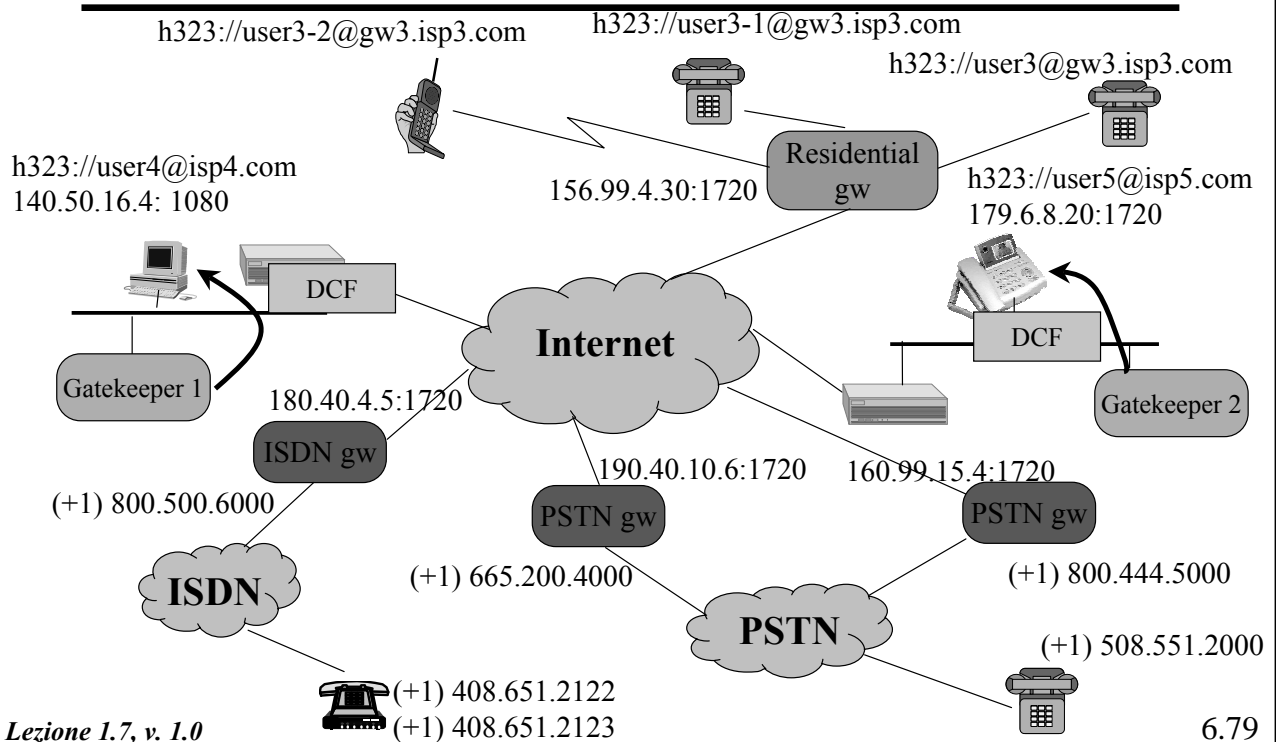 h323://user3-2@gw3.isp3.com
h323://user3-1@gw3.isp3.com
h323://user3@gw3.isp3.com
h323://user4@isp4.com
140.50.16.4: 1080
156.99.4.30:1720
Residential
gw
h323://user5@isp5.com
179.6.8.20:1720
DCF
Internet
DCF
Gatekeeper 1
Gatekeeper 2
180.40.4.5:1720
ISDN gw
190.40.10.6:1720
160.99.15.4:1720
(+1) 800.500.6000
PSTN gw
PSTN gw
(+1) 665.200.4000
(+1) 800.444.5000
ISDN
PSTN
(+1) 508.551.2000
(+1) 408.651.2122
(+1) 408.651.2123
Lezione 1.7, v. 1.0
6.79